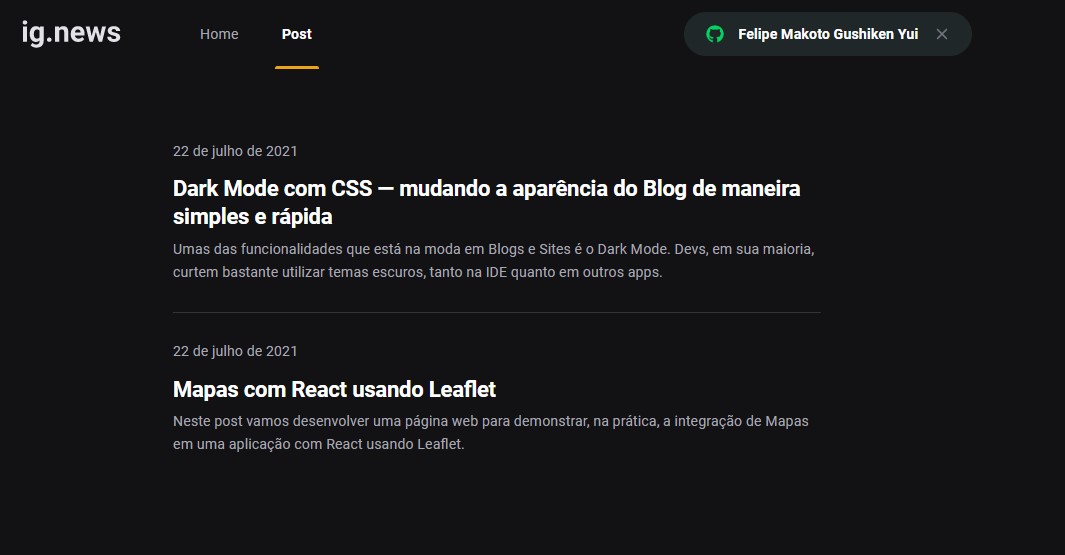 ig.news
Home
Post
Felipe Makoto Gushiken Yui
22 de julho de 2021
Dark Mode com CSS — mudando a aparência do Blog de maneira
simples e rápida
Umas das funcionalidades que está na moda em Blogs e Sites é o Dark Mode. Devs, em sua maioria,
curtem bastante utilizar temas escuros, tanto na IDE quanto em outros apps.
22 de julho de 2021
Mapas com React usando Leaflet
Neste post vamos desenvolver uma página web para demonstrar, na prática, a integração de Mapas
em uma aplicação com React usando Leaflet.